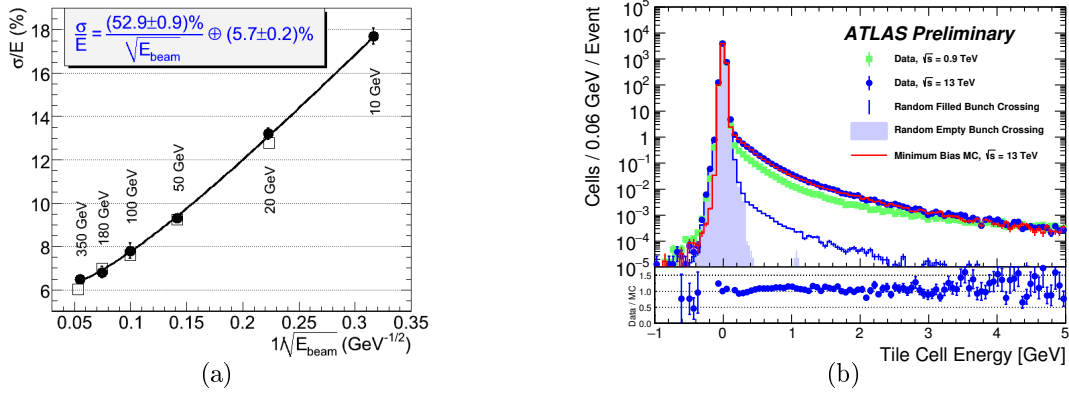 σ/E (%)
σ/E = (52.9±0.9)%/√E_beam ⊕ (5.7±0.2)%
18
16
14
12
10
8
6
350 GeV
180 GeV
100 GeV
50 GeV
20 GeV
10 GeV
0.05 0.1 0.15 0.2 0.25 0.3 0.35
1/√E_beam (GeV^-1/2)
(a)
Cells / 0.06 GeV / Event
10^5
10^4
10^3
10^2
10
1
10^−1
10^−2
10^−3
10^−4
10^−5
ATLAS Preliminary
Data, √s = 0.9 TeV
Data, √s = 13 TeV
Random Filled Bunch Crossing
Random Empty Bunch Crossing
Minimum Bias MC, √s = 13 TeV
Data / MC
1.5
1.0
0.5
0.0
−1 0 1 2 3 4 5
Tile Cell Energy [GeV]
(b)